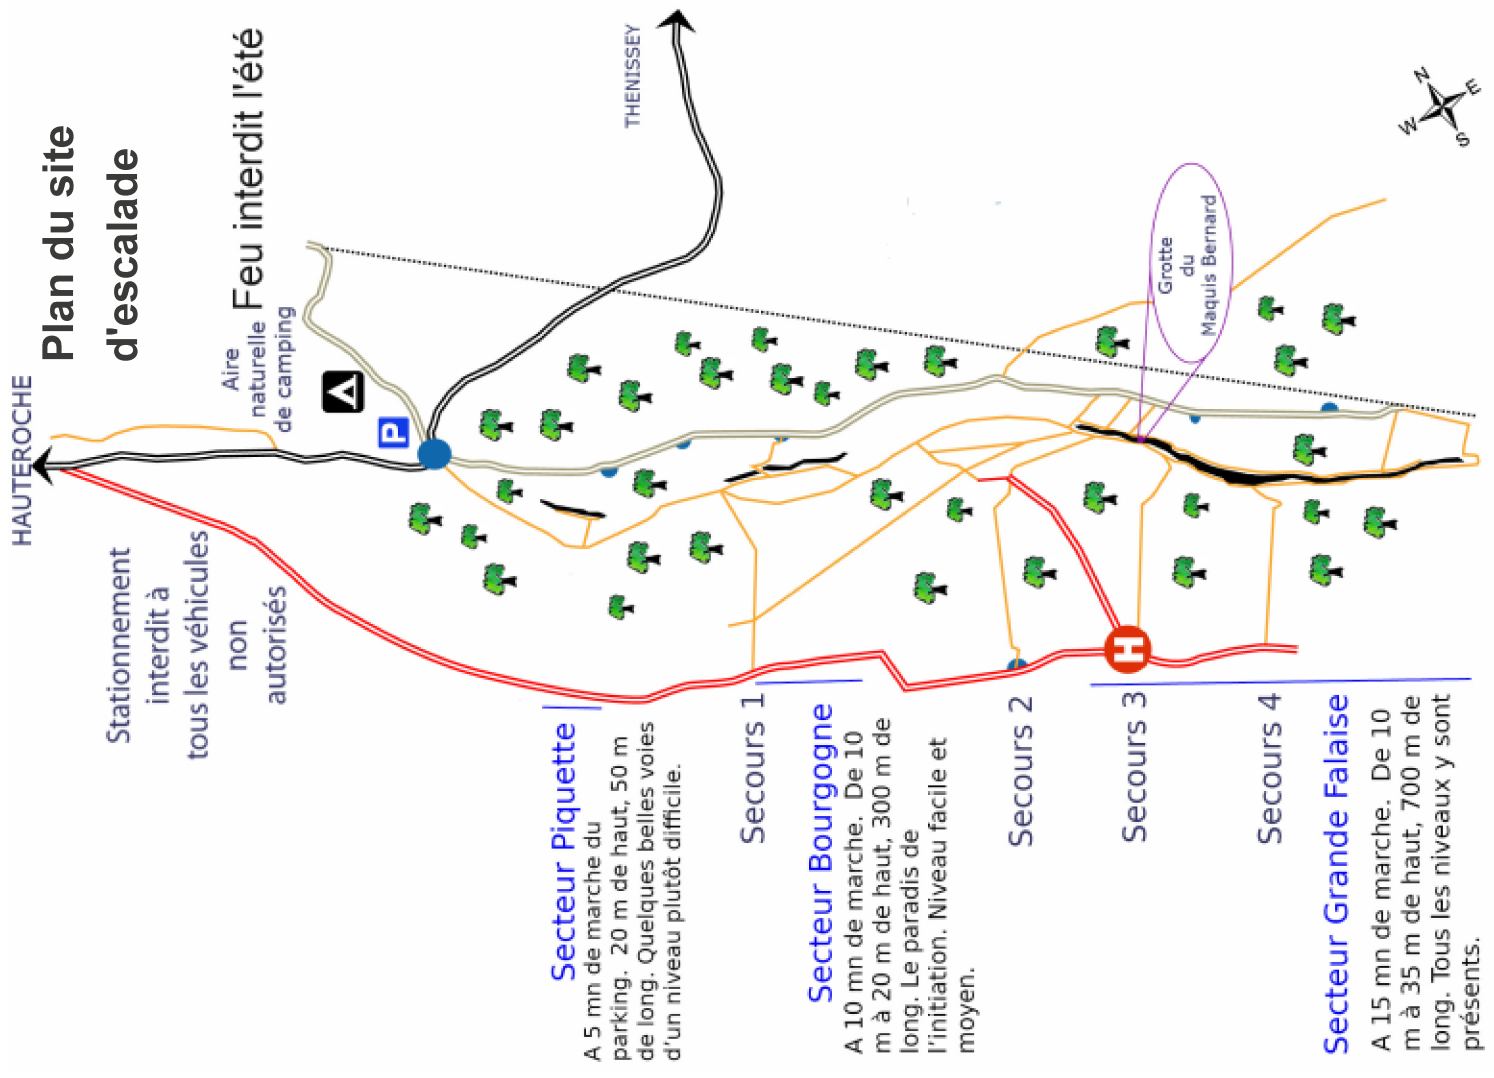 Plan du site
d'escalade
HAUTEROCHE
Aire
naturelle
de camping
Feu interdit l'été
P
THENISSEY
Stationnement
interdit à
tous les véhicules
non
autorisés
N
E
S
W
Grotte
du
Maquis Bernard
H
Secteur Piquette
A 5 mn de marche du
parking. 20 m de haut, 50 m
de long. Quelques belles voies
d'un niveau plutôt difficile.
Secours 1
Secteur Bourgogne
A 10 mn de marche. De 10
m à 20 m de haut, 300 m de
long. Le paradis de
l'initiation. Niveau facile et
moyen.
Secours 2
Secours 3
Secours 4
Secteur Grande Falaise
A 15 mn de marche. De 10
m à 35 m de haut, 700 m de
long. Tous les niveaux y sont
présents.